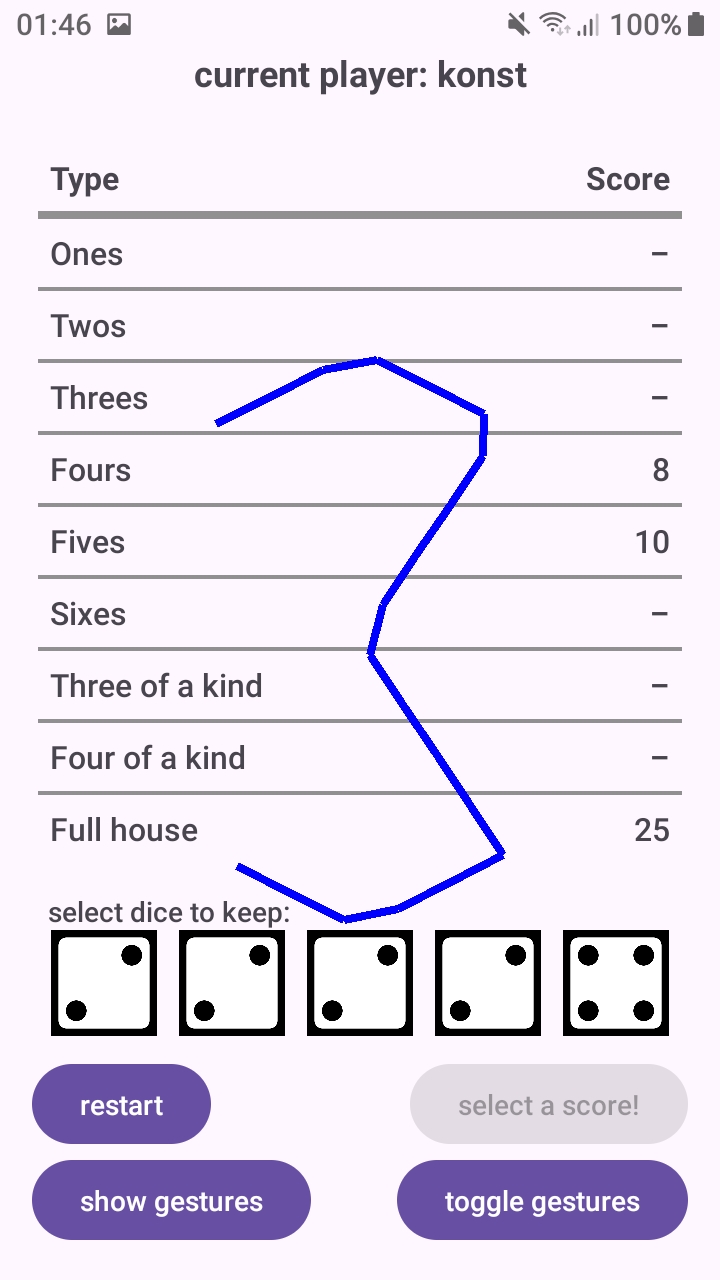 01:46 100%
current player: konst
Type Score
Ones –
Twos –
Threes –
Fours 8
Fives 10
Sixes –
Three of a kind –
Four of a kind –
Full house 25
select dice to keep:
restart select a score!
show gestures toggle gestures